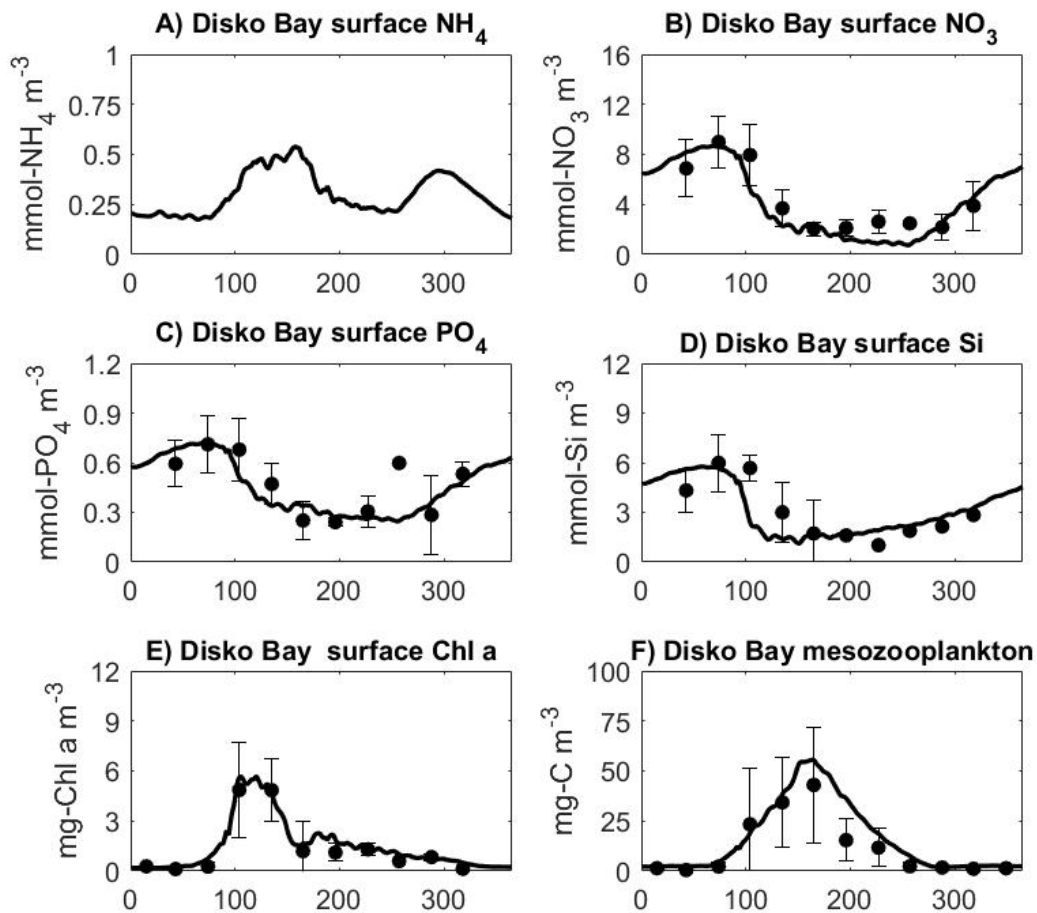 A) Disko Bay surface NH4
mmol-NH4 m-3
1
0.75
0.5
0.25
0
0 100 200 300
B) Disko Bay surface NO3
mmol-NO3 m-3
16
12
8
4
0
0 100 200 300
C) Disko Bay surface PO4
mmol-PO4 m-3
1.2
0.9
0.6
0.3
0
0 100 200 300
D) Disko Bay surface Si
mmol-Si m-3
12
9
6
3
0
0 100 200 300
E) Disko Bay surface Chl a
mg-Chl a m-3
12
9
6
3
0
0 100 200 300
F) Disko Bay mesozooplankton
mg-C m-3
100
75
50
25
0
0 100 200 300